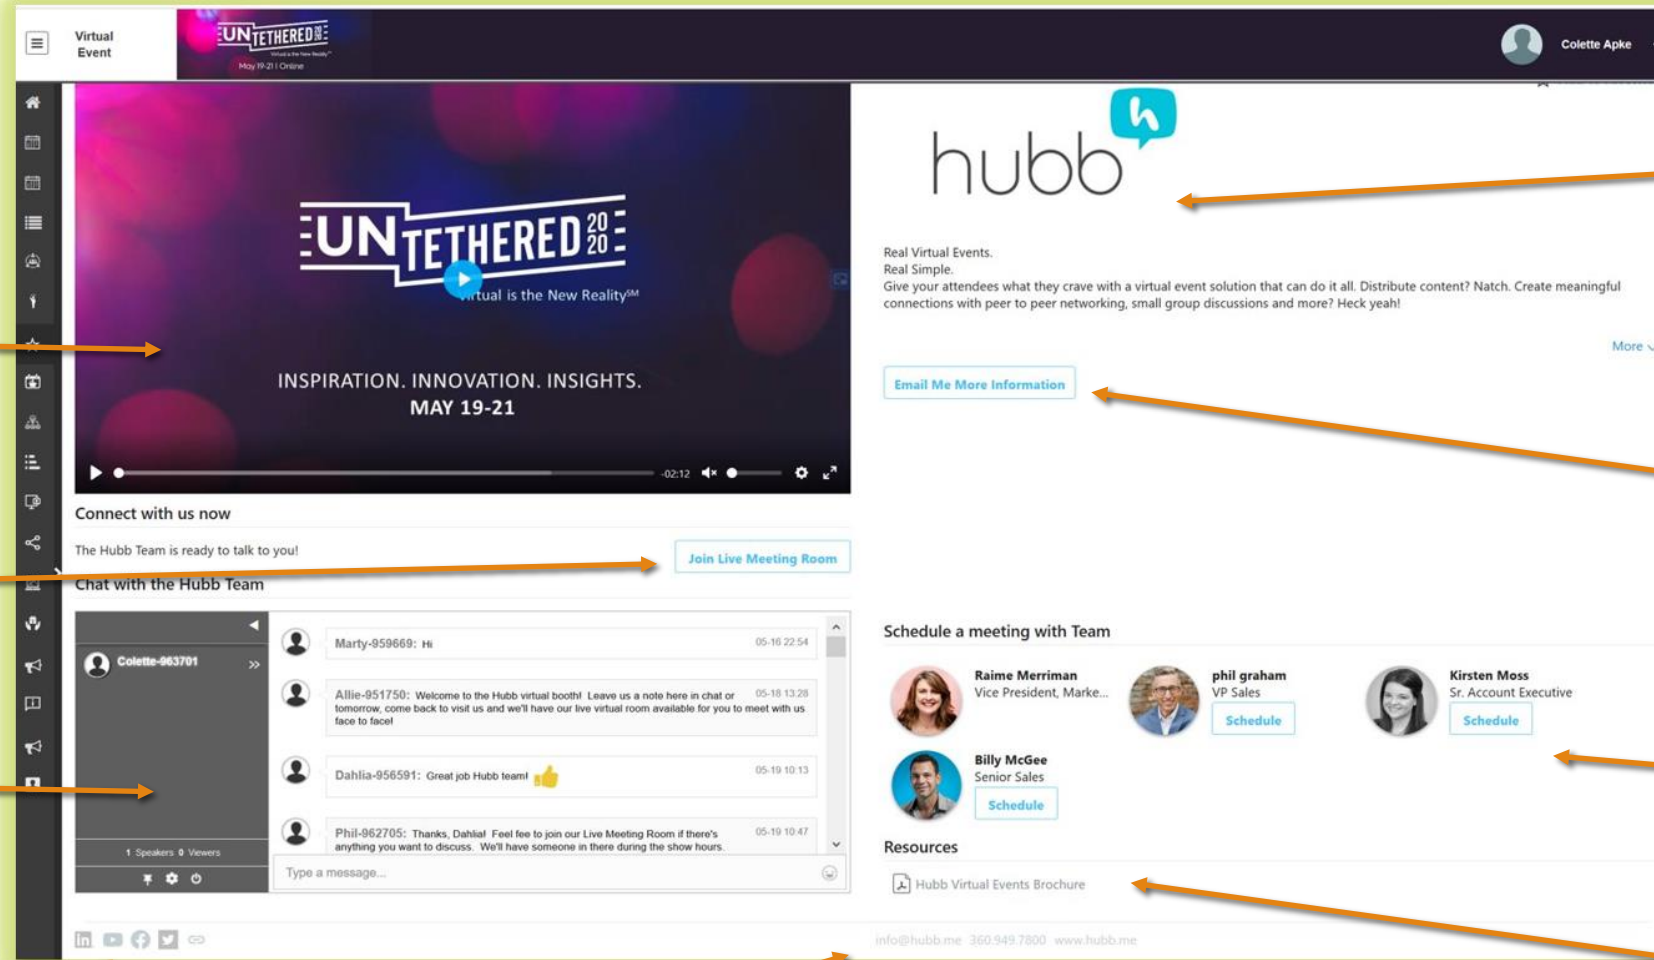 Virtual
Event
UNTETHERED 2020
Virtual is the New Reality℠
May 19-21 | Online
Colette Apke
UNTETHERED 2020
Virtual is the New Reality℠
INSPIRATION. INNOVATION. INSIGHTS.
MAY 19-21
-02:12
hubb
h
Real Virtual Events.
Real Simple.
Give your attendees what they crave with a virtual event solution that can do it all. Distribute content? Natch. Create meaningful
connections with peer to peer networking, small group discussions and more? Heck yeah!
More
Email Me More Information
Connect with us now
The Hubb Team is ready to talk to you!
Join Live Meeting Room
Chat with the Hubb Team
Colette-963701
1 Speakers 0 Viewers
Marty-959669: Hi
05-16 22:54
Allie-951750: Welcome to the Hubb virtual booth! Leave us a note here in chat or
05-18 13:28
tomorrow, come back to visit us and we'll have our live virtual room available for you to meet with us
face to face!
Dahlia-956591: Great job Hubb team!
05-19 10:13
Phil-962705: Thanks, Dahlia! Feel fee to join our Live Meeting Room if there's
05-19 10:47
anything you want to discuss. We'll have someone in there during the show hours.
Type a message...
Schedule a meeting with Team
Raime Merriman
Vice President, Marke...
phil graham
VP Sales
Schedule
Kirsten Moss
Sr. Account Executive
Schedule
Billy McGee
Senior Sales
Schedule
Resources
Hubb Virtual Events Brochure
info@hubb.me 360.949.7800 www.hubb.me